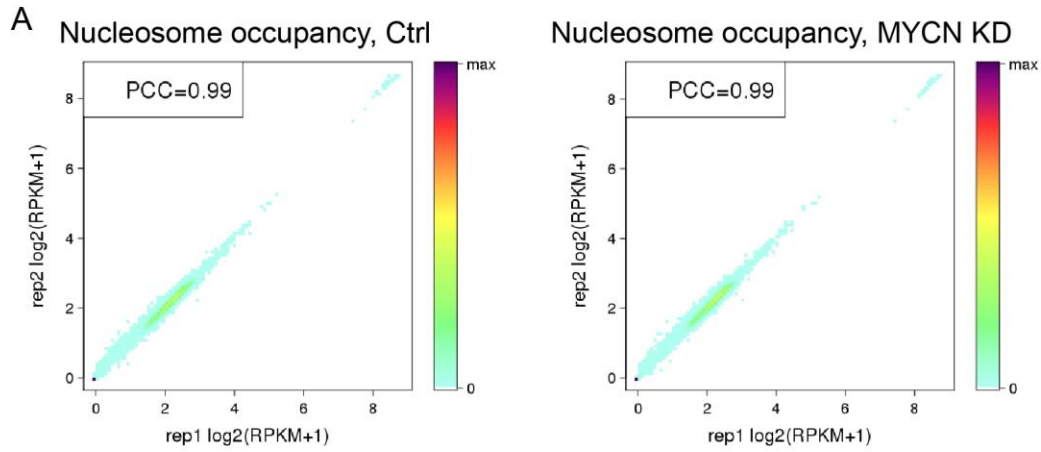 A
Nucleosome occupancy, Ctrl
PCC=0.99
max
8
6
4
2
0
0
0 2 4 6 8
rep2 log2(RPKM+1)
rep1 log2(RPKM+1)
Nucleosome occupancy, MYCN KD
PCC=0.99
max
8
6
4
2
0
0
0 2 4 6 8
rep2 log2(RPKM+1)
rep1 log2(RPKM+1)